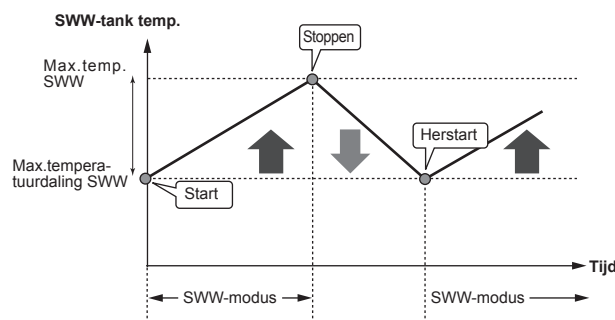 SWW-tank temp.
Stoppen
Max.temp.
SWW
Herstart
Max.tempera-
tuurdaling SWW
Start
Tijd
SWW-modus
SWW-modus